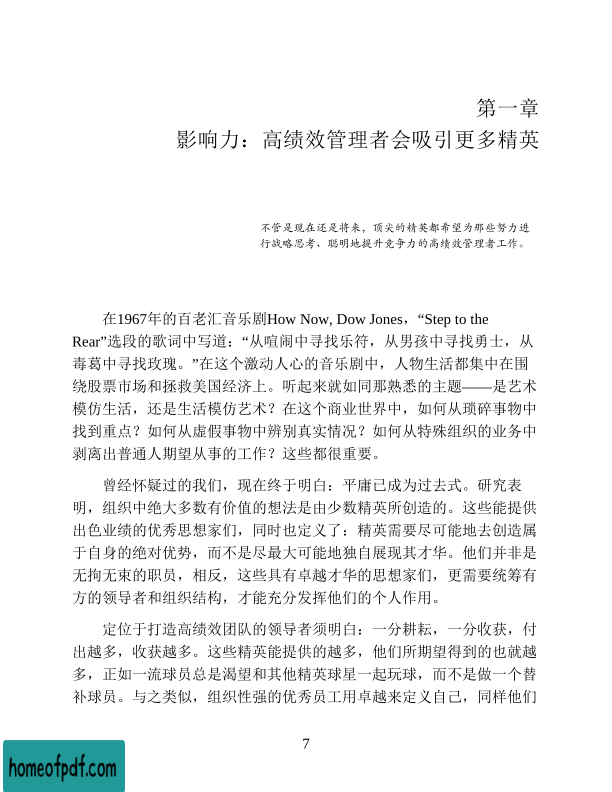 第一章
影响力：高绩效管理者会吸引更多精英
不管是现在还是将来，顶尖的精英都希望为那些努力进
行战略思考、聪明地提升竞争力的高绩效管理者工作。
在1967年的百老汇音乐剧How Now, Dow Jones，“Step to the
Rear”选段的歌词中写道：“从喧闹中寻找乐符，从男孩中寻找勇士，从
毒葛中寻找玫瑰。”在这个激动人心的音乐剧中，人物生活都集中在围
绕股票市场和拯救美国经济上。听起来就如同那熟悉的主题——是艺术
模仿生活，还是生活模仿艺术？在这个商业世界中，如何从琐碎事物中
找到重点？如何从虚假事物中辨别真实情况？如何从特殊组织的业务中
剥离出普通人期望从事的工作？这些都很重要。
曾经怀疑过的我们，现在终于明白：平庸已成为过去式。研究表
明，组织中绝大多数有价值的想法是由少数精英所创造的。这些能提供
出色业绩的优秀思想家们，同时也定义了：精英需要尽可能地去创造属
于自身的绝对优势，而不是尽最大可能地独自展现其才华。他们并非是
无拘无束的职员，相反，这些具有卓越才华的思想家们，更需要统筹有
方的领导者和组织结构，才能充分发挥他们的个人作用。
定位于打造高绩效团队的领导者须明白：一分耕耘，一分收获，付
出越多，收获越多。这些精英能提供的越多，他们所期望得到的也就越
多，正如一流球员总是渴望和其他精英球星一起玩球，而不是做一个替
补球员。与之类似，组织性强的优秀员工用卓越来定义自己，同样他们
7
homeofpdf.com